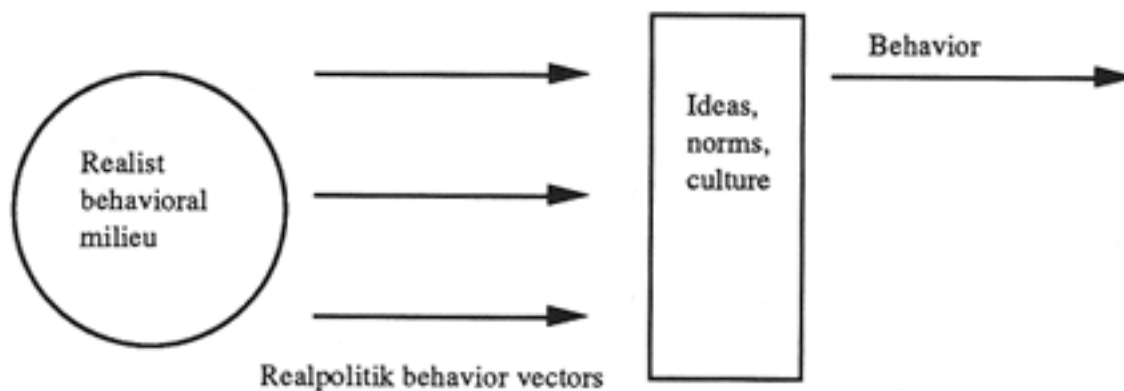 Realist
behavioral
milieu
Realpolitik behavior vectors
Ideas,
norms,
culture
Behavior